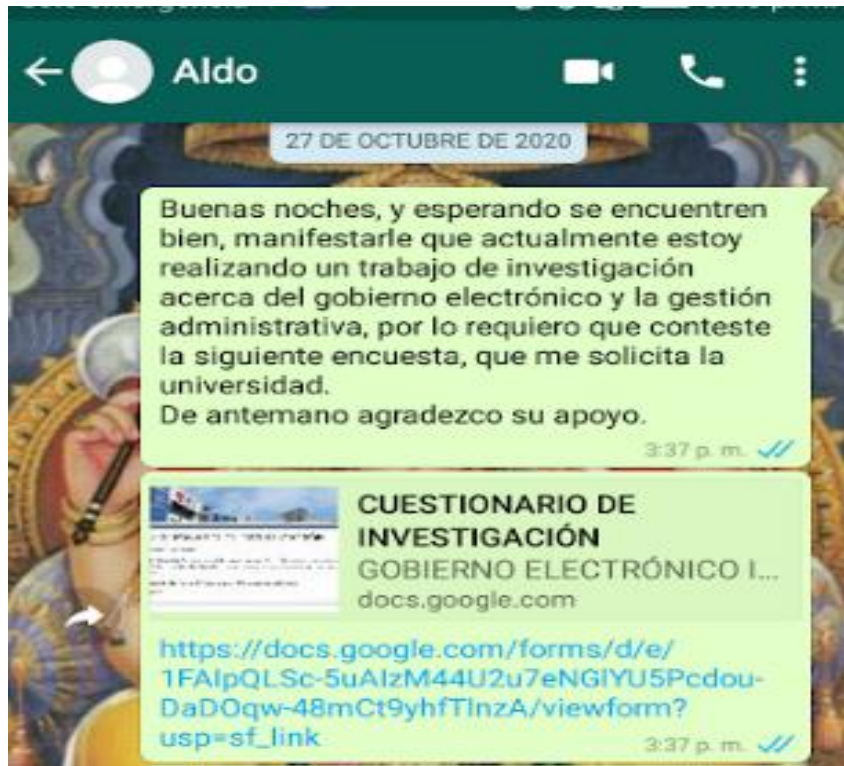 Aldo
27 DE OCTUBRE DE 2020
Buenas noches, y esperando se encuentren
bien, manifestarle que actualmente estoy
realizando un trabajo de investigación
acerca del gobierno electrónico y la gestión
administrativa, por lo requiero que conteste
la siguiente encuesta, que me solicita la
universidad.
De antemano agradezco su apoyo.
3:37 p. m.
CUESTIONARIO DE
INVESTIGACIÓN
GOBIERNO ELECTRÓNICO I...
docs.google.com
https://docs.google.com/forms/d/e/
1FAIpQLSc-5uAIzM44U2u7eNGlYU5Pcdou-
DaDOqw-48mCt9yhfTInzA/viewform?
usp=sf_link
3:37 p. m.